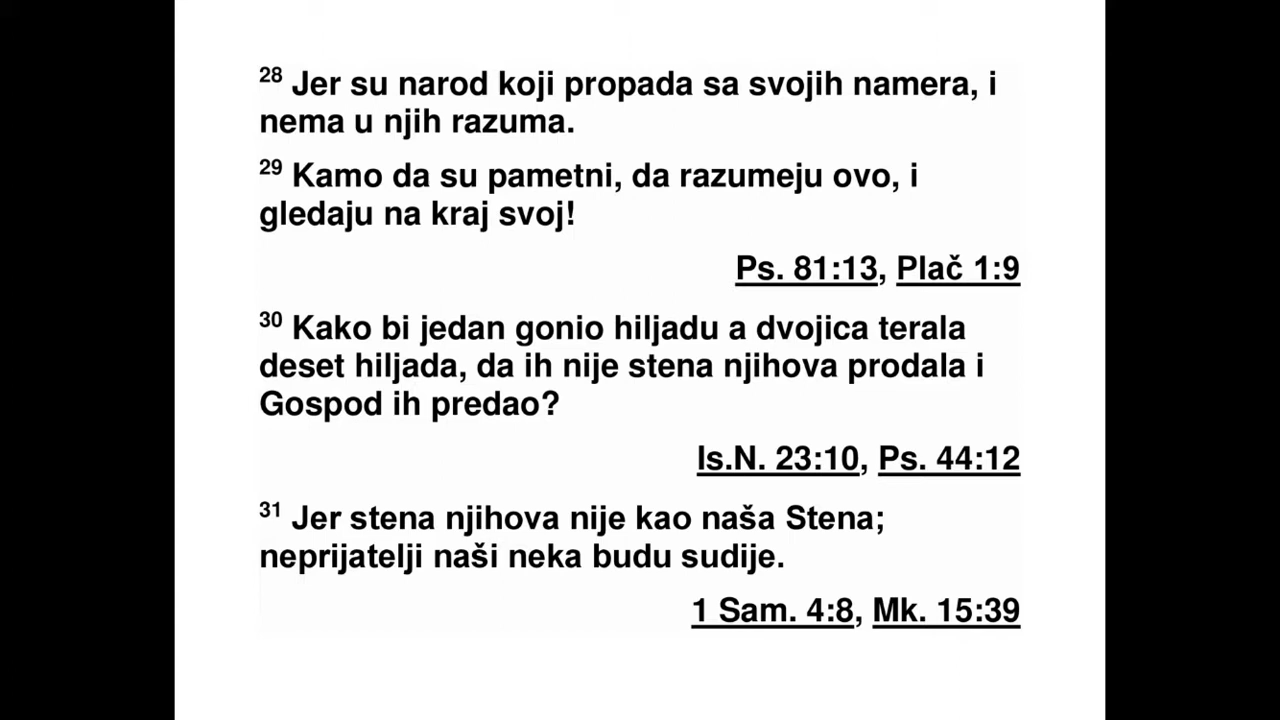 28 Jer su narod koji propada sa svojih namera, i
nema u njih razuma.
29 Kamo da su pametni, da razumeju ovo, i
gledaju na kraj svoj!
Ps. 81:13, Plač 1:9
30 Kako bi jedan gonio hiljadu a dvojica terala
deset hiljada, da ih nije stena njihova prodala i
Gospod ih predao?
Is.N. 23:10, Ps. 44:12
31 Jer stena njihova nije kao naša Stena;
neprijatelji naši neka budu sudije.
1 Sam. 4:8, Mk. 15:39